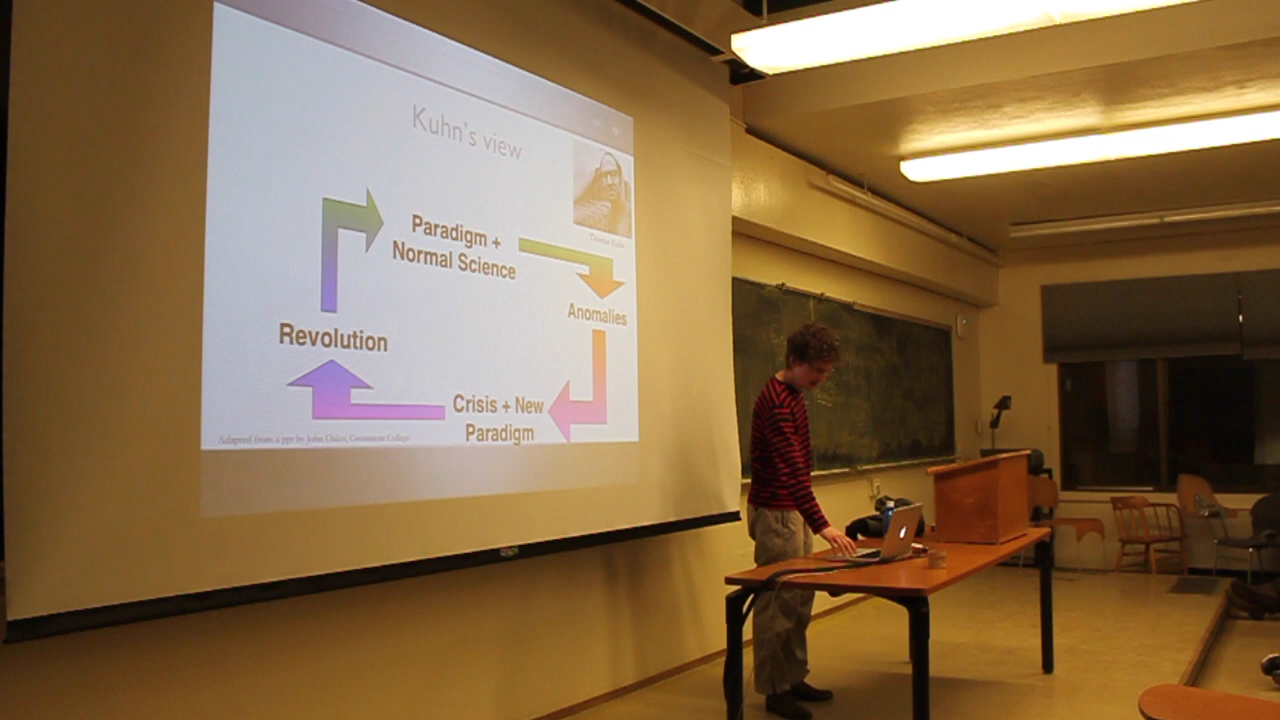 Kuhn's view
Thomas Kuhn
Paradigm +
Normal Science
Anomalies
Revolution
Crisis + New
Paradigm
Adapted from a ppt by John Oakes, Grossmont College